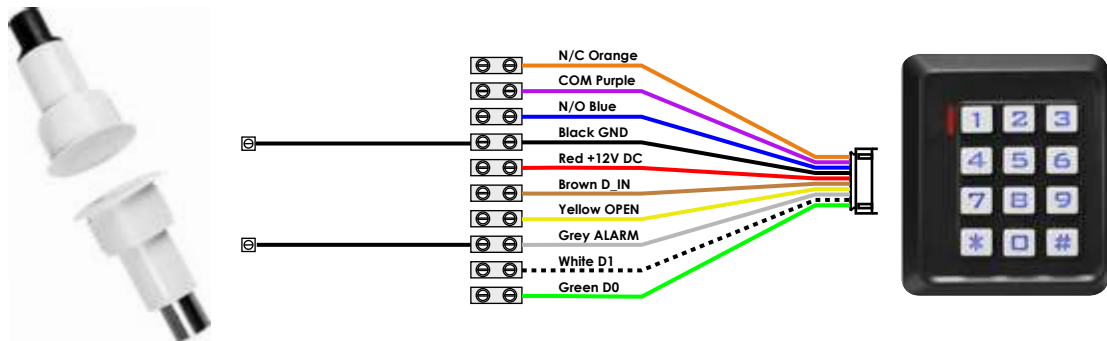 N/C Orange
COM Purple
N/O Blue
Black GND
Red +12V DC
Brown D_IN
Yellow OPEN
Grey ALARM
White D1
Green D0
1 2 3
4 5 6
7 8 9
* 0 #